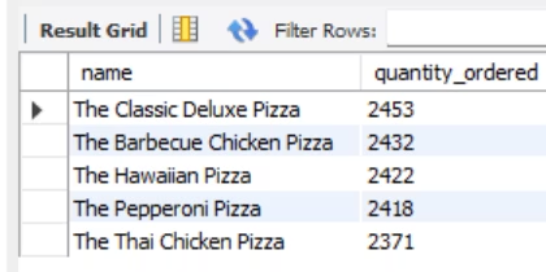 Result Grid Filter Rows:
name quantity_ordered
The Classic Deluxe Pizza 2453
The Barbecue Chicken Pizza 2432
The Hawaiian Pizza 2422
The Pepperoni Pizza 2418
The Thai Chicken Pizza 2371